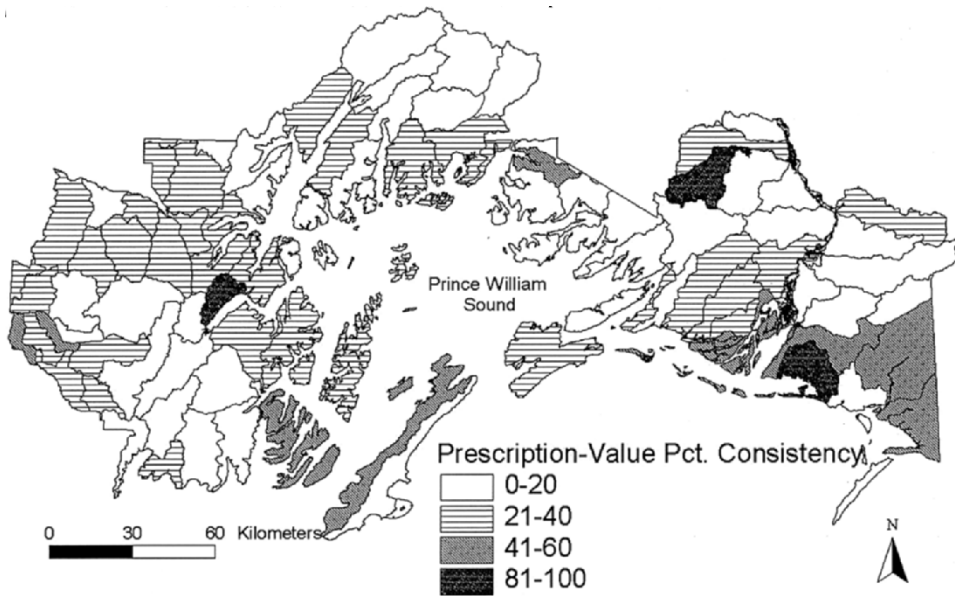 Prince William
Sound
Prescription-Value Pct. Consistency
0-20
21-40
41-60
81-100
0 30 60 Kilometers
N